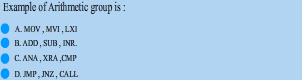 Example of Arithmetic group is :
A. MOV , MVI , LXI
B. ADD , SUB , INR.
C. ANA , XRA ,CMP
D. JMP , JNZ , CALL